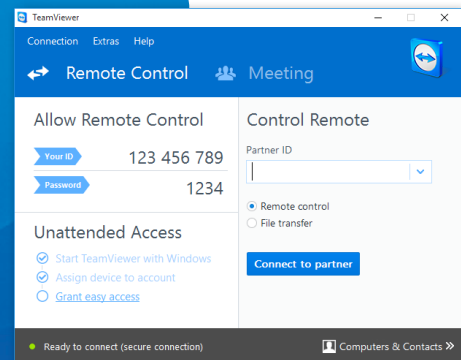 TeamViewer
Connection Extras Help
Remote Control Meeting
Allow Remote Control
Your ID 123 456 789
Password 1234
Unattended Access
Start TeamViewer with Windows
Assign device to account
Grant easy access
Control Remote
Partner ID
Remote control
File transfer
Connect to partner
Ready to connect (secure connection)
Computers & Contacts